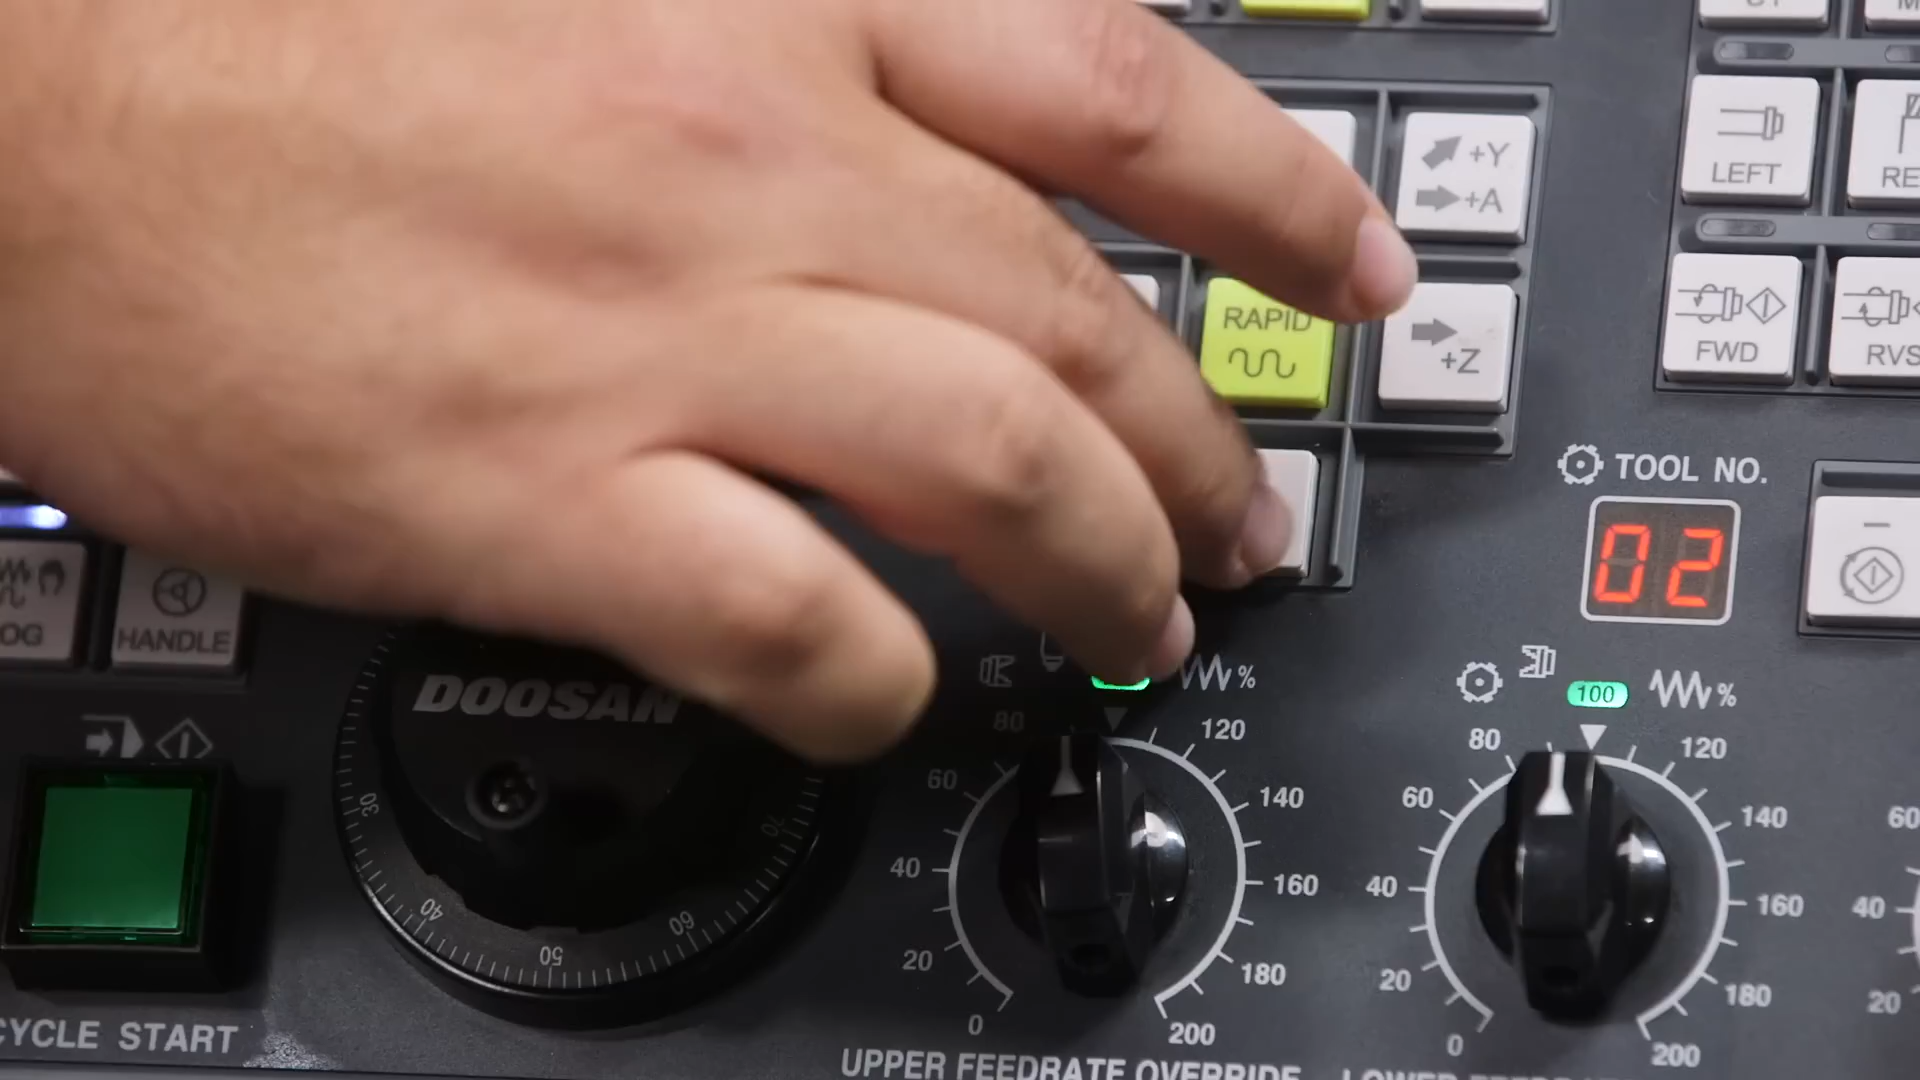 +Y
+A
LEFT
RAPID
+Z
FWD
RVS
TOOL NO.
02
HANDLE
DOOSAN
30
40
50
60
70
CYCLE START
%
80
120
60
140
40
160
20
180
0
200
UPPER FEEDRATE OVERRIDE
100
%
80
120
60
140
40
160
20
180
0
200
LOWER
60
40
20